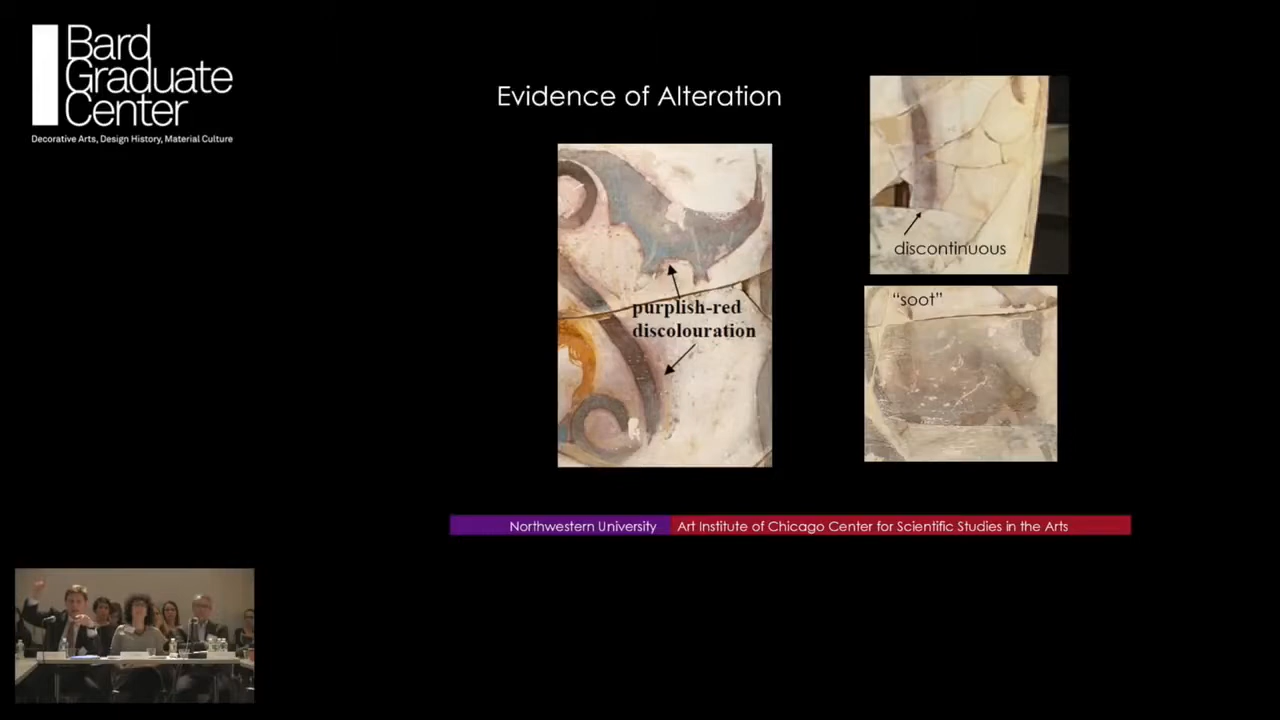 Bard
Graduate
Center
Decorative Arts, Design History, Material Culture
Evidence of Alteration
purplish-red
discolouration
discontinuous
“soot”
Northwestern University Art Institute of Chicago Center for Scientific Studies in the Arts